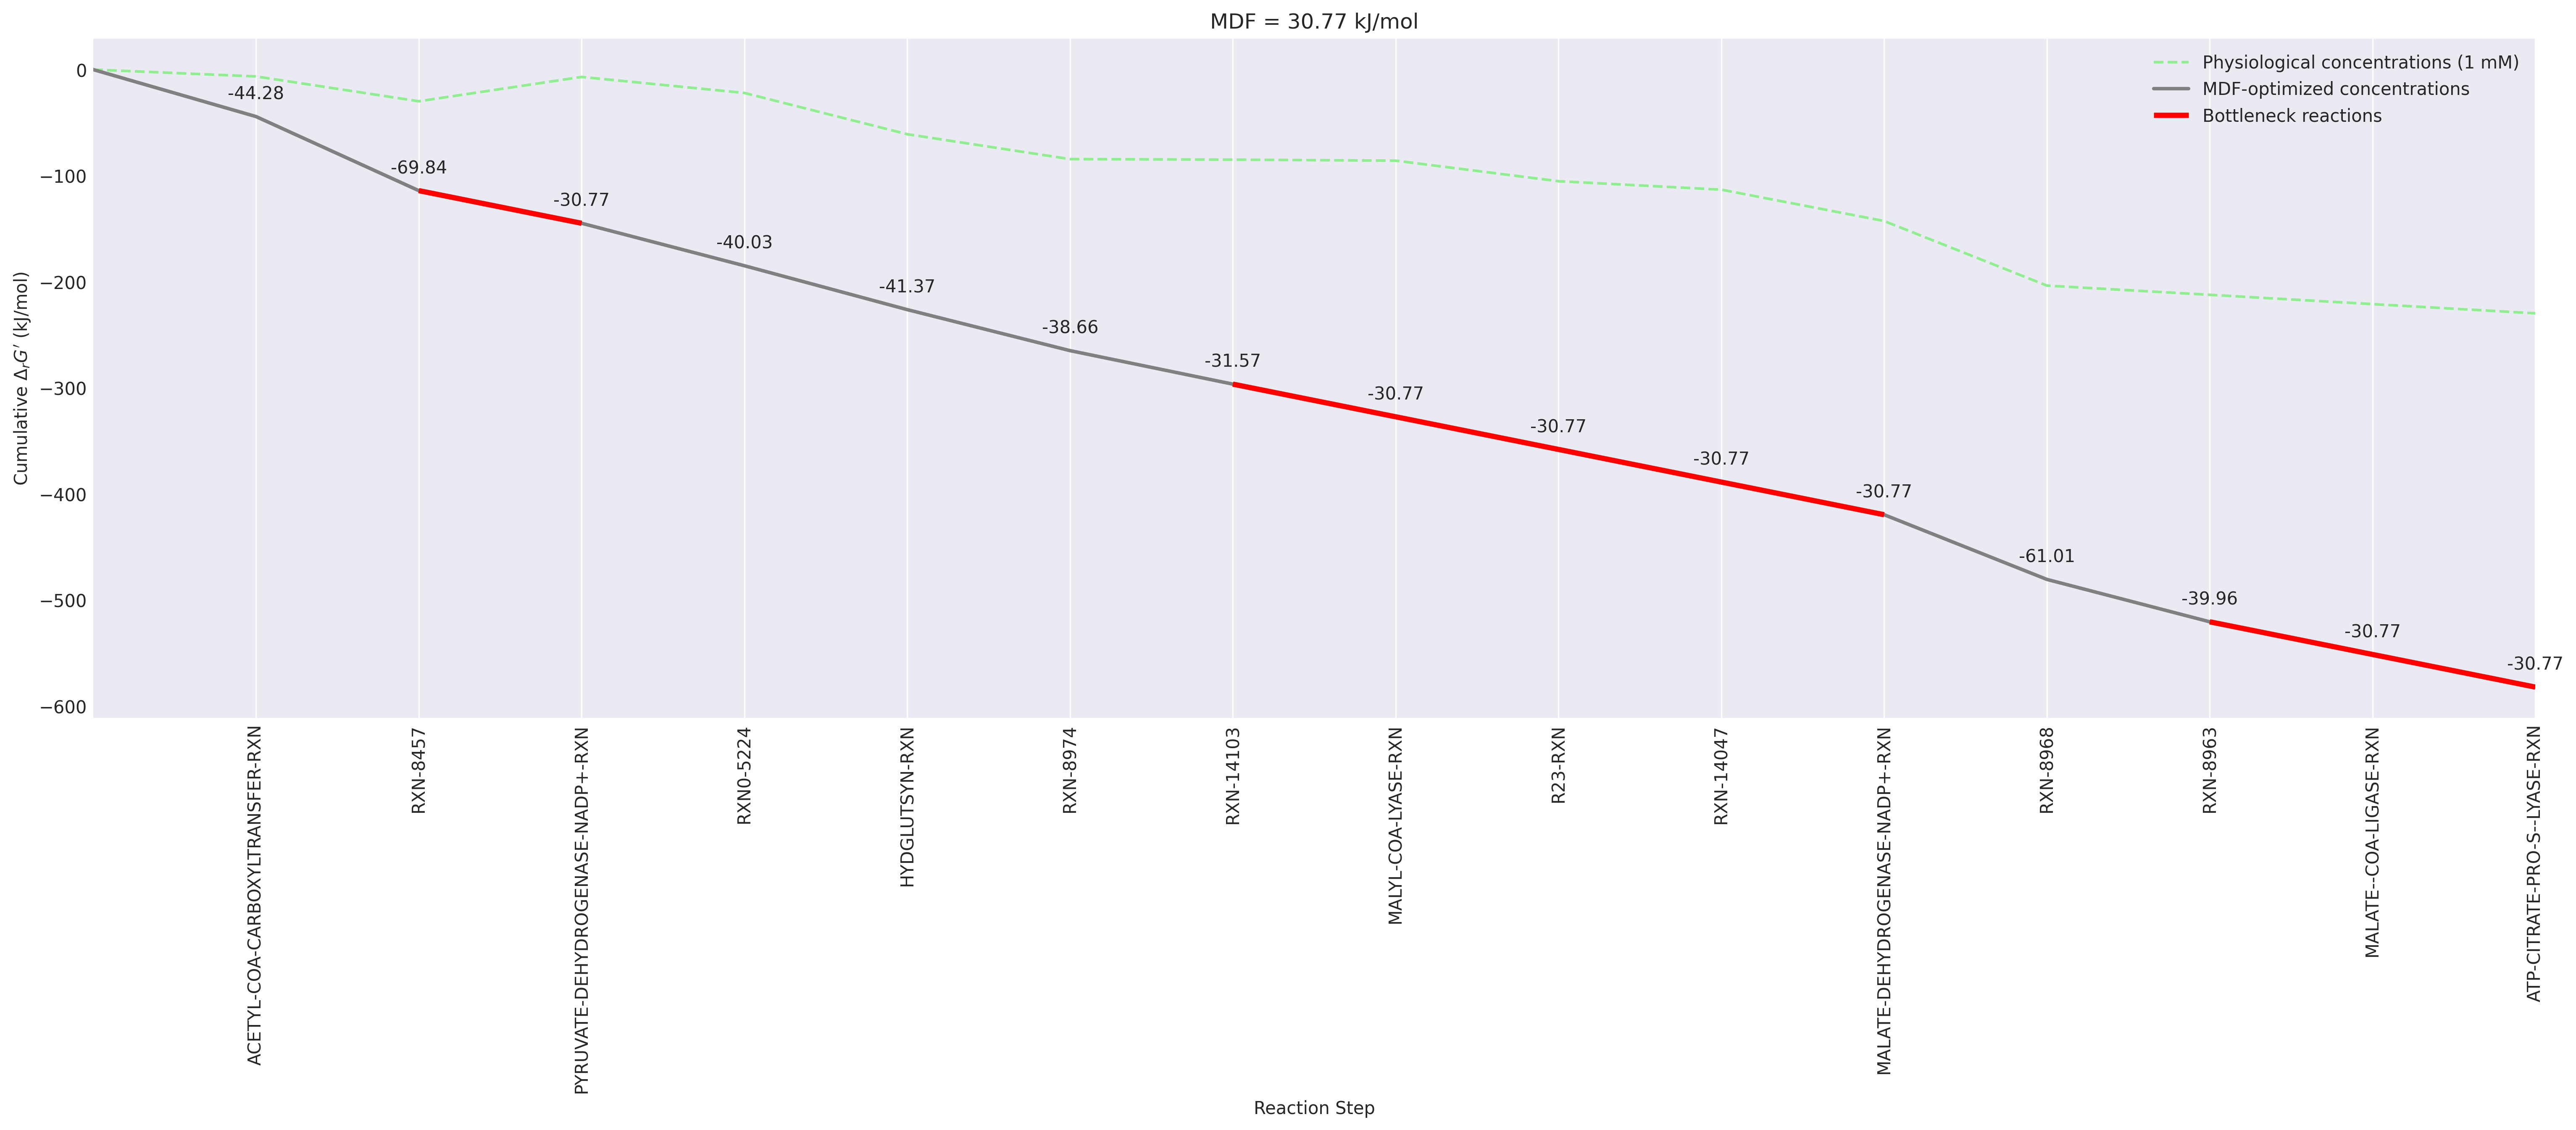 MDF = 30.77 kJ/mol
Physiological concentrations (1 mM)
MDF-optimized concentrations
Bottleneck reactions
Cumulative ΔrG′ (kJ/mol)
0
−100
−200
−300
−400
−500
−600
-44.28
-69.84
-30.77
-40.03
-41.37
-38.66
-31.57
-30.77
-30.77
-30.77
-30.77
-61.01
-39.96
-30.77
-30.77
ACETYL-COA-CARBOXYLTRANSFER-RXN
RXN-8457
PYRUVATE-DEHYDROGENASE-NADP+-RXN
RXN0-5224
HYDGLUTSYN-RXN
RXN-8974
RXN-14103
MALYL-COA-LYASE-RXN
R23-RXN
RXN-14047
MALATE-DEHYDROGENASE-NADP+-RXN
RXN-8968
RXN-8963
MALATE--COA-LIGASE-RXN
ATP-CITRATE-PRO-S--LYASE-RXN
Reaction Step